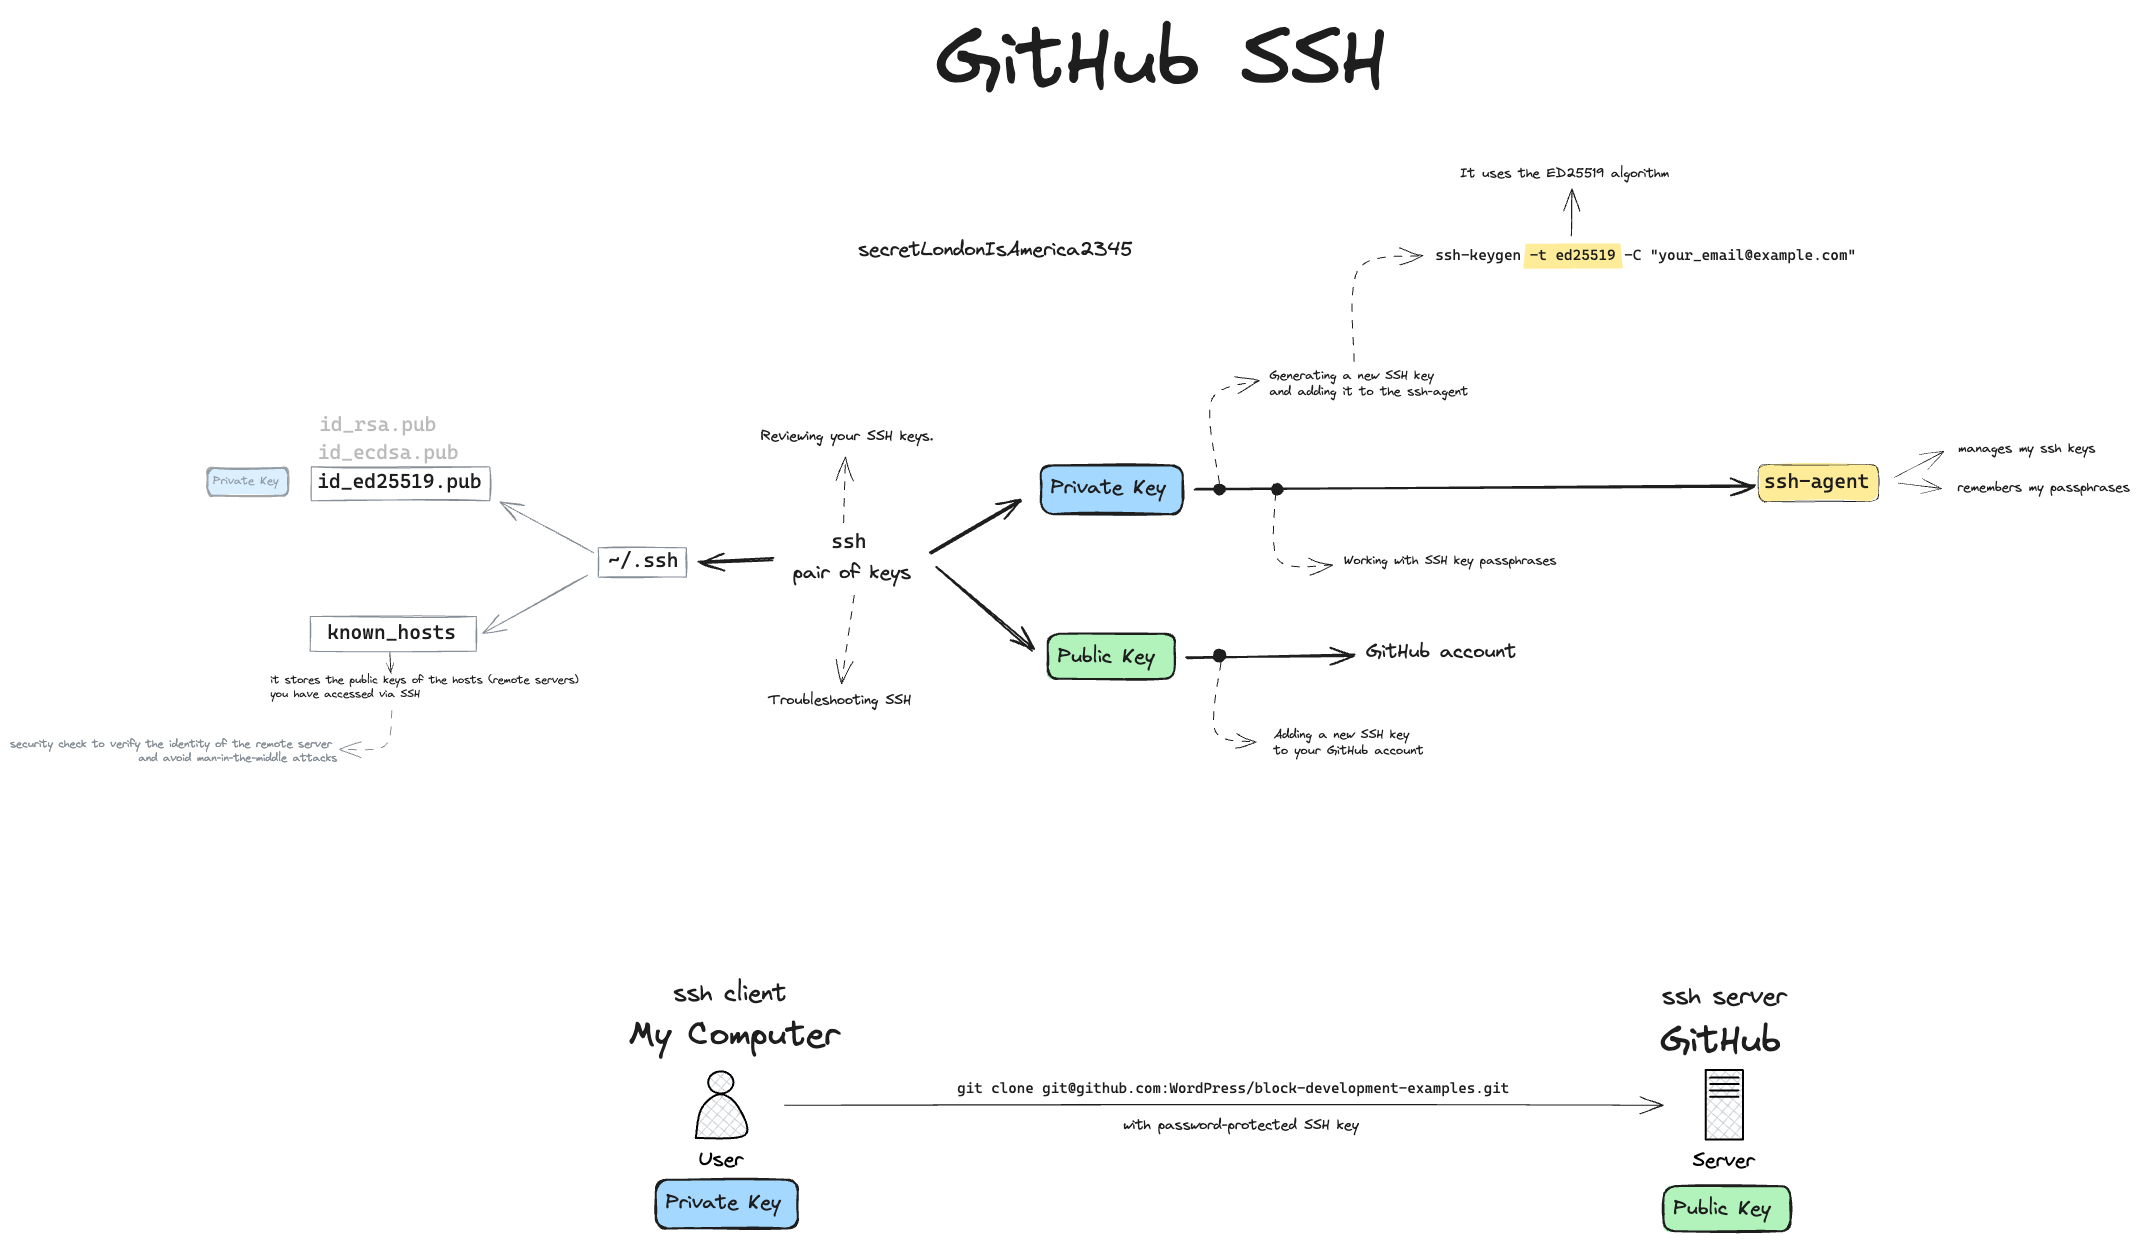 GitHub SSH
It uses the ED25519 algorithm
secretLondonIsAmerica2345
ssh-keygen -t ed25519 -C "your_email@example.com"
Generating a new SSH key
and adding it to the ssh-agent
id_rsa.pub
id_ecdsa.pub
Private Key
id_ed25519.pub
Reviewing your SSH keys.
Private Key
ssh-agent
manages my ssh keys
remembers my passphrases
~/.ssh
ssh
pair of keys
Working with SSH key passphrases
known_hosts
it stores the public keys of the hosts (remote servers)
you have accessed via SSH
Public Key
GitHub account
Troubleshooting SSH
security check to verify the identity of the remote server
and avoid man-in-the-middle attacks
Adding a new SSH key
to your GitHub account
ssh client
My Computer
ssh server
GitHub
git clone git@github.com:WordPress/block-development-examples.git
with password-protected SSH key
User
Private Key
Server
Public Key